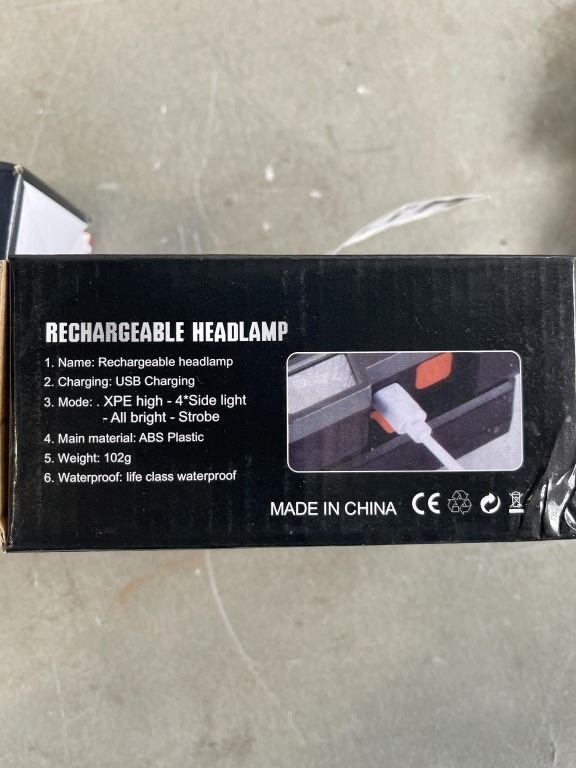 RECHARGEABLE HEADLAMP
1. Name: Rechargeable headlamp
2. Charging: USB Charging
3. Mode: . XPE high - 4*Side light
- All bright - Strobe
4. Main material: ABS Plastic
5. Weight: 102g
6. Waterproof: life class waterproof
MADE IN CHINA CE